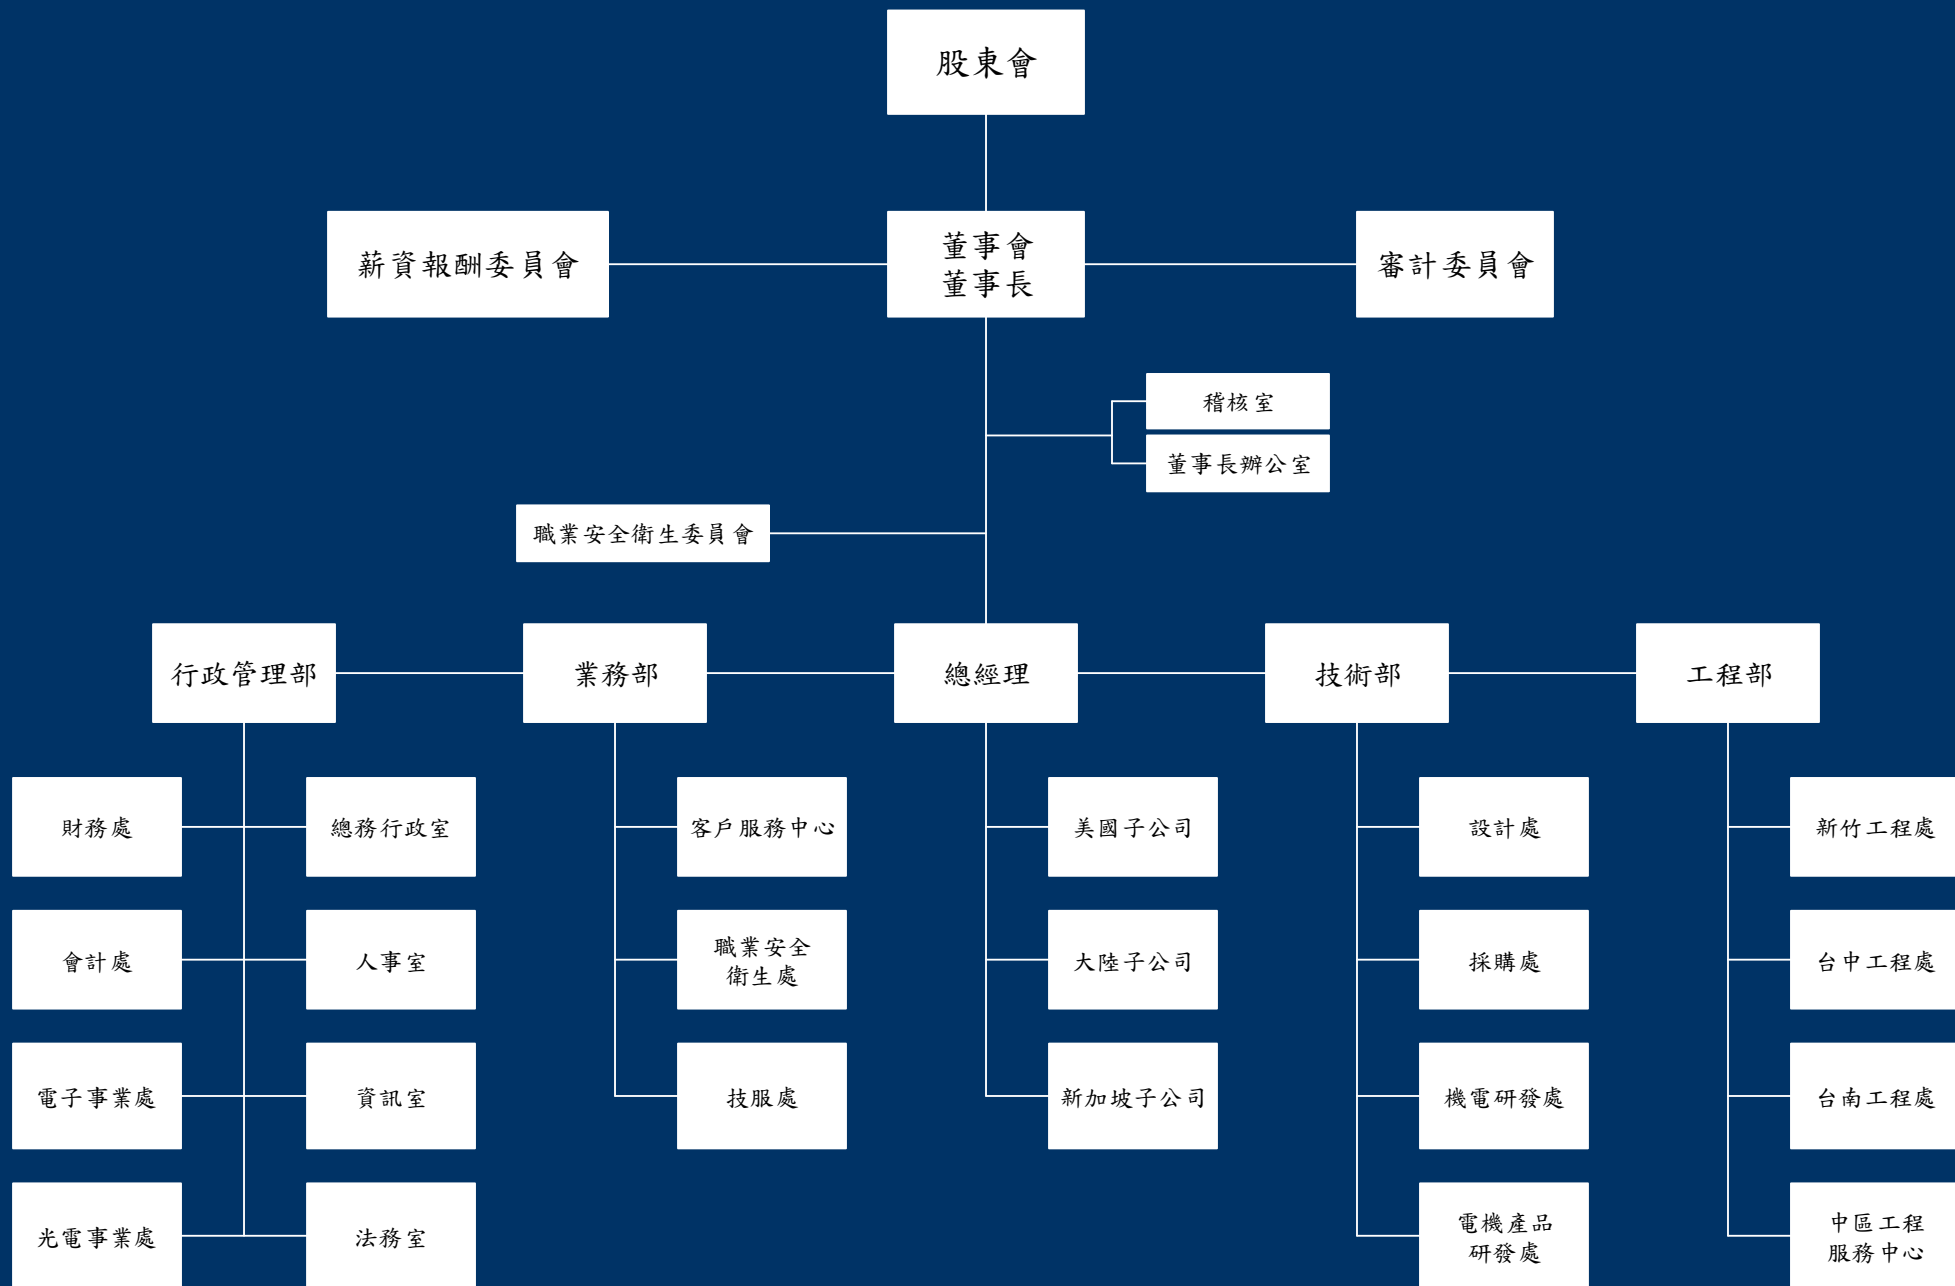 股東會
薪資報酬委員會
董事會
董事長
審計委員會
稽核室
董事長辦公室
職業安全衛生委員會
行政管理部
業務部
總經理
技術部
工程部
財務處
總務行政室
客戶服務中心
美國子公司
設計處
新竹工程處
會計處
人事室
職業安全
衛生處
大陸子公司
採購處
台中工程處
電子事業處
資訊室
技服處
新加坡子公司
機電研發處
台南工程處
光電事業處
法務室
電機產品
研發處
中區工程
服務中心